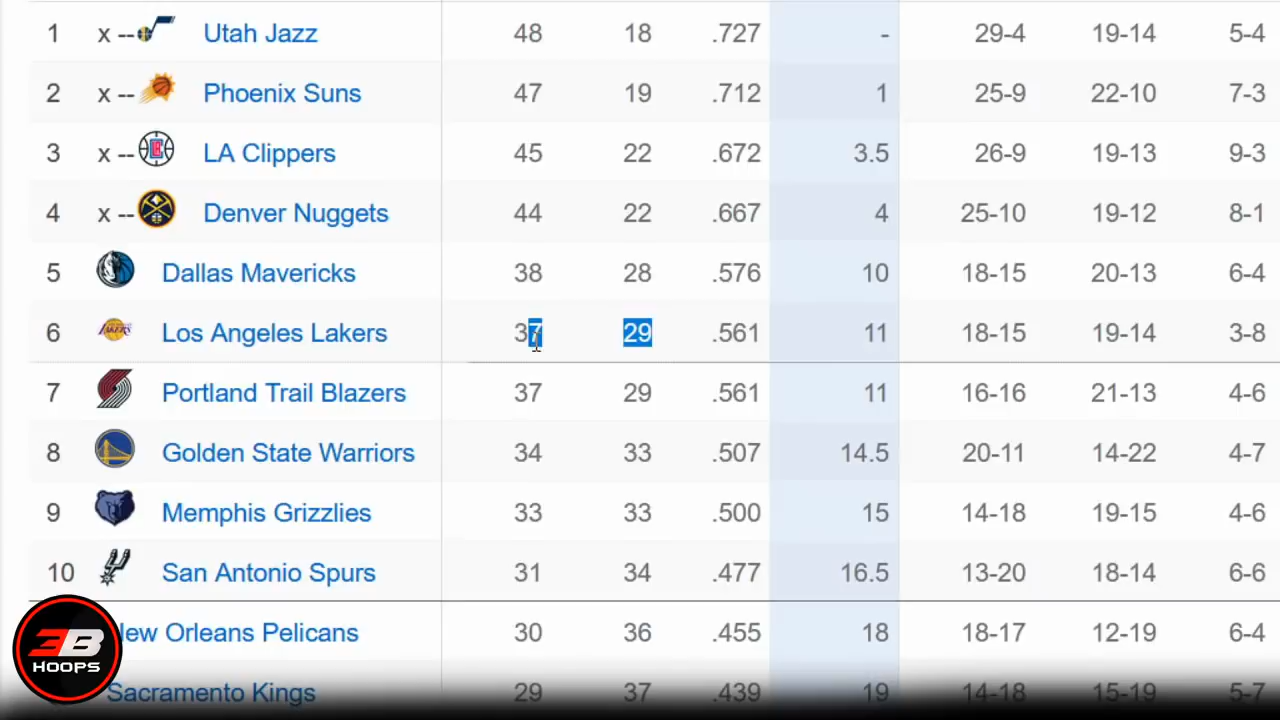 1 x -- Utah Jazz 48 18 .727 - 29-4 19-14 5-4
2 x -- Phoenix Suns 47 19 .712 1 25-9 22-10 7-3
3 x -- LA Clippers 45 22 .672 3.5 26-9 19-13 9-3
4 x -- Denver Nuggets 44 22 .667 4 25-10 19-12 8-1
5 Dallas Mavericks 38 28 .576 10 18-15 20-13 6-4
6 LAKERS Los Angeles Lakers 37 29 .561 11 18-15 19-14 3-8
7 Portland Trail Blazers 37 29 .561 11 16-16 21-13 4-6
8 Golden State Warriors 34 33 .507 14.5 20-11 14-22 4-7
9 Memphis Grizzlies 33 33 .500 15 14-18 19-15 4-6
10 San Antonio Spurs 31 34 .477 16.5 13-20 18-14 6-6
New Orleans Pelicans 30 36 .455 18 18-17 12-19 6-4
Sacramento Kings 29 37 .439 19 14-18 15-19 5-7
3B
HOOPS